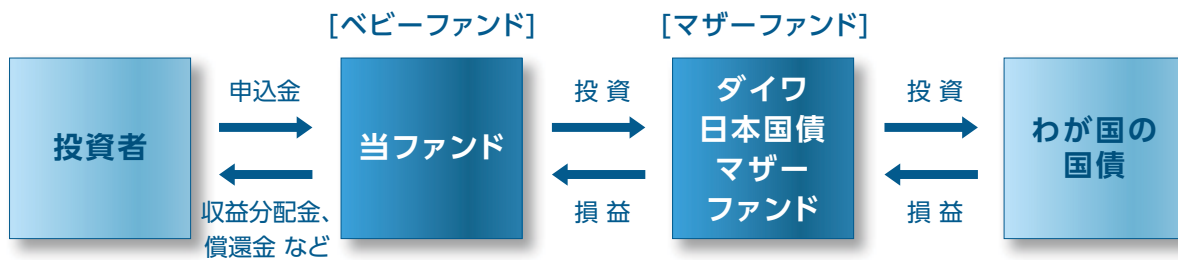 [ベビーファンド]
[マザーファンド]
投資者
申込金
収益分配金、
償還金 など
当ファンド
投 資
損 益
ダイワ
日本国債
マザー
ファンド
投 資
損 益
わが国の
国債